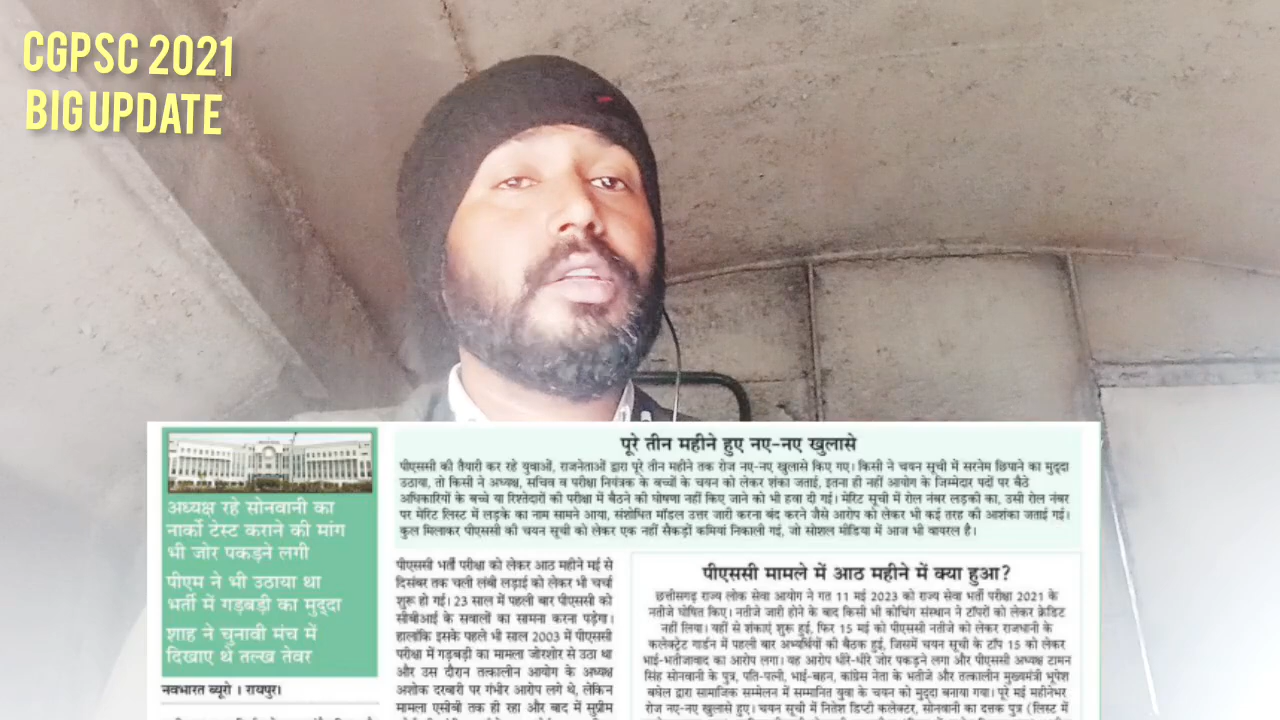 CGPSC 2021
BIG UPDATE
पूरे तीन महीने हुए नए-नए खुलासे
पीएससी की तैयारी कर रहे युवाओं, राजनेताओं द्वारा पूरे तीन महीने तक रोज नए-नए खुलासे किए गए। किसी ने चयन सूची में सरनेम छिपाने का मुद्दा
उठाया, तो किसी ने अध्यक्ष, सचिव व परीक्षा नियंत्रक के बच्चों के चयन को लेकर शंका जताई, इतना ही नहीं आयोग के जिम्मेदार पदों पर बैठे
अधिकारियों के बच्चे या रिश्तेदारों को परीक्षा में बैठने की घोषणा नहीं किए जाने को भी हवा दी गई। मेरिट सूची में रोल नंबर लड़की का, उसी रोल नंबर
पर मेरिट लिस्ट में लड़के का नाम सामने आया, संशोधित मॉडल उत्तर जारी करना बंद करने जैसे आरोप को लेकर भी कई तरह की आशंका जताई गई।
कुल मिलाकर पीएससी की चयन सूची को लेकर एक नहीं सैकड़ों कमियां निकाली गई, जो सोशल मीडिया में आज भी वायरल है।
अध्यक्ष रहे सोनवानी का
नार्को टेस्ट कराने की मांग
भी जोर पकड़ने लगी
पीएम ने भी उठाया था
भर्ती में गड़बड़ी का मुद्दा
शाह ने चुनावी मंच में
दिखाए थे तल्ख तेवर
नवभारत ब्यूरो । रायपुर।
पीएससी भर्ती परीक्षा को लेकर आठ महीने मई से
दिसंबर तक चली लंबी लड़ाई को लेकर भी चर्चा
शुरू हो गई। 23 साल में पहली बार पीएससी को
सीबीआई के सवालों का सामना करना पड़ेगा।
हालांकि इसके पहले भी साल 2003 में पीएससी
परीक्षा में गड़बड़ी का मामला जोरशोर से उठा था
और उस दौरान तत्कालीन आयोग के अध्यक्ष
अशोक दरबारी पर गंभीर आरोप लगे थे, लेकिन
मामला एसीबी तक ही रहा और बाद में सुप्रीम
पीएससी मामले में आठ महीने में क्या हुआ?
छत्तीसगढ़ राज्य लोक सेवा आयोग ने गत 11 मई 2023 को राज्य सेवा भर्ती परीक्षा 2021 के
नतीजे घोषित किए। नतीजे जारी होने के बाद किसी भी कोचिंग संस्थान ने टॉपरों को लेकर क्रेडिट
नहीं लिया। यहीं से शंकाएं शुरू हुई, फिर 15 मई को पीएससी नतीजे को लेकर राजधानी के
कलेक्ट्रेट गार्डन में पहली बार अभ्यर्थियों की बैठक हुई, जिसमें चयन सूची के टॉप 15 को लेकर
भाई-भतीजावाद का आरोप लगा। यह आरोप धीरे-धीरे जोर पकड़ने लगा और पीएससी अध्यक्ष टामन
सिंह सोनवानी के पुत्र, पति-पत्नी, भाई-बहन, कांग्रेस नेता के भतीजे और तत्कालीन मुख्यमंत्री भूपेश
बघेल द्वारा सामाजिक सम्मेलन में सम्मानित युवा के चयन को मुद्दा बनाया गया। पूरे मई महीनेभर
रोज नए-नए खुलासे हुए। चयन सूची में नितेश डिप्टी कलेक्टर, सोनवानी का दत्तक पुत्र (लिस्ट में